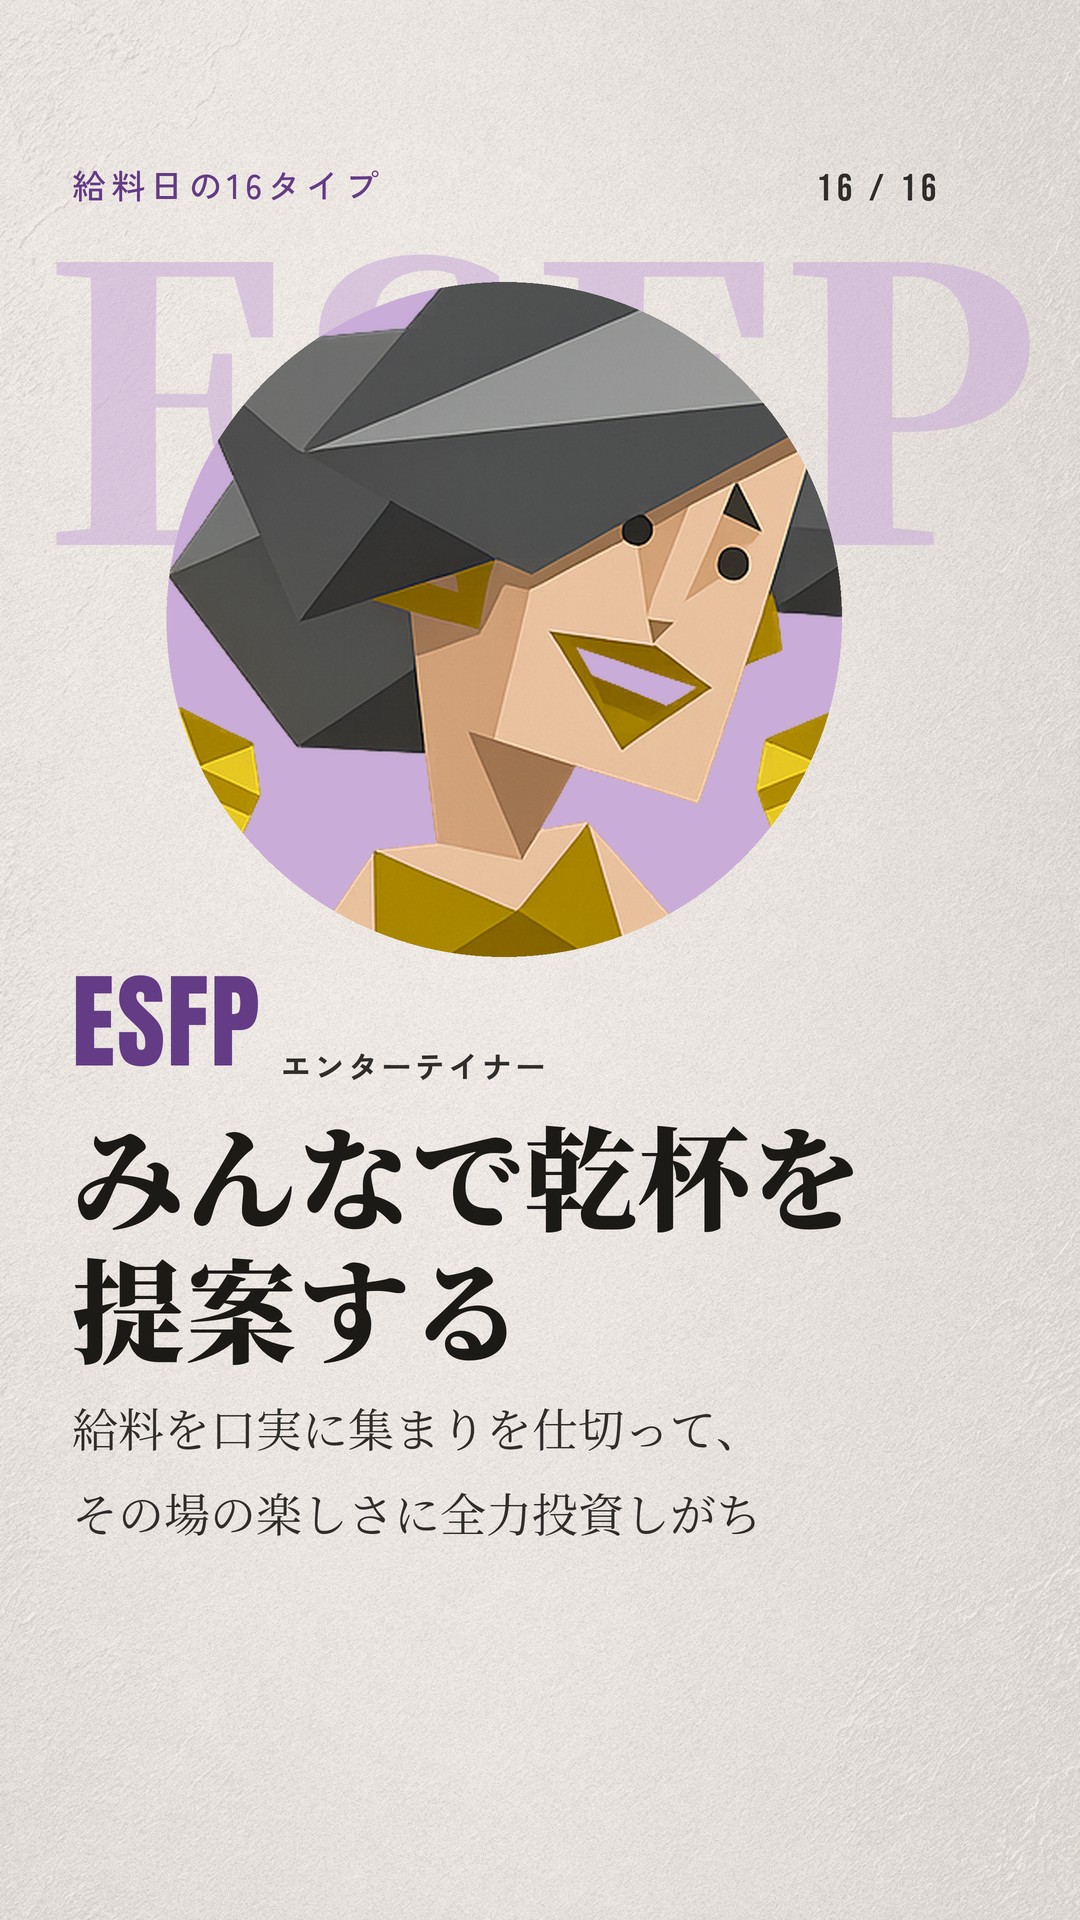 給料日の16タイプ
16 / 16
ESFP
ESFP
エンターテイナー
みんなで乾杯を
提案する
給料を口実に集まりを仕切って、
その場の楽しさに全力投資しがち